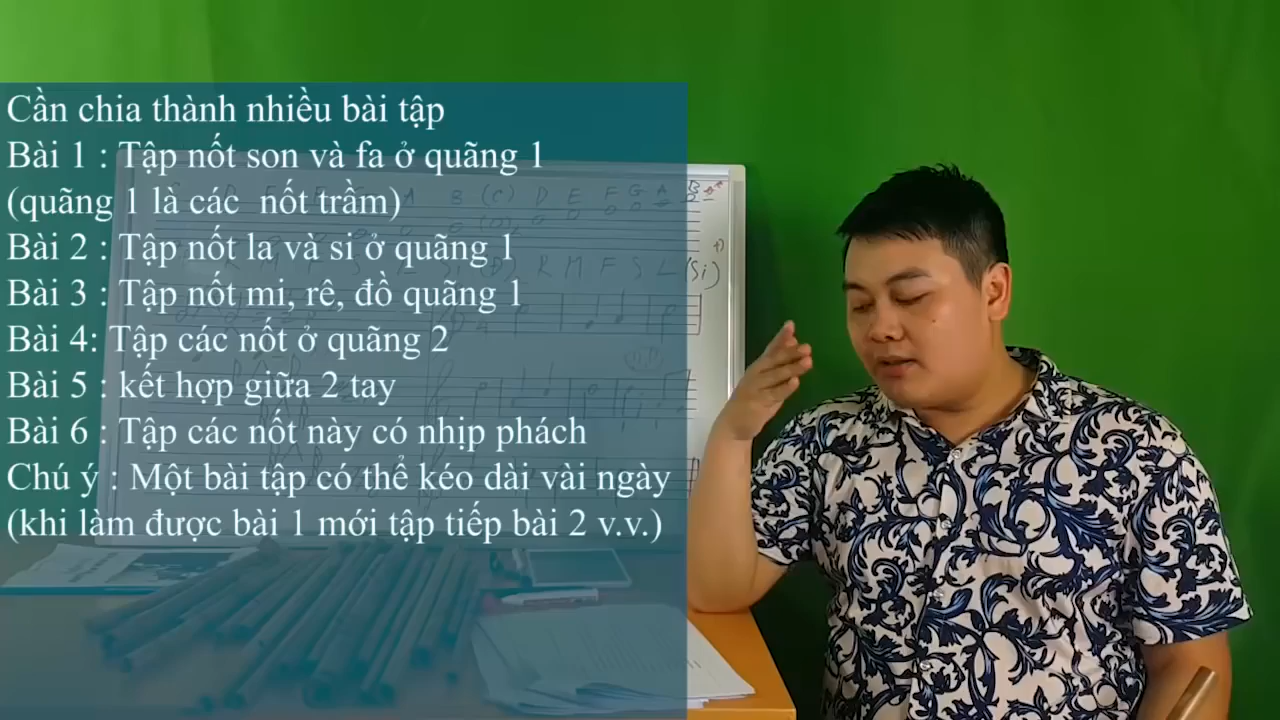 Cần chia thành nhiều bài tập
Bài 1 : Tập nốt son và fa ở quãng 1
(quãng 1 là các nốt trầm)
Bài 2 : Tập nốt la và si ở quãng 1
Bài 3 : Tập nốt mi, rê, đồ quãng 1
Bài 4: Tập các nốt ở quãng 2
Bài 5 : kết hợp giữa 2 tay
Bài 6 : Tập các nốt này có nhịp phách
Chú ý : Một bài tập có thể kéo dài vài ngày
(khi làm được bài 1 mới tập tiếp bài 2 v.v.)
A B (C) D E F G A B
R M F S L (Si)